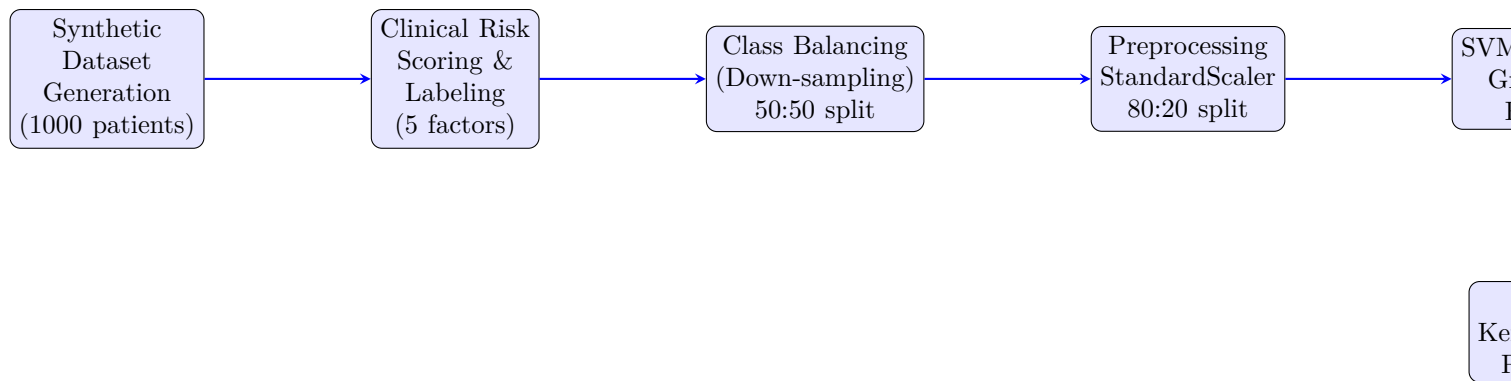 Synthetic
Dataset
Generation
(1000 patients)
Clinical Risk
Scoring &
Labeling
(5 factors)
Class Balancing
(Down-sampling)
50:50 split
Preprocessing
StandardScaler
80:20 split
SVM